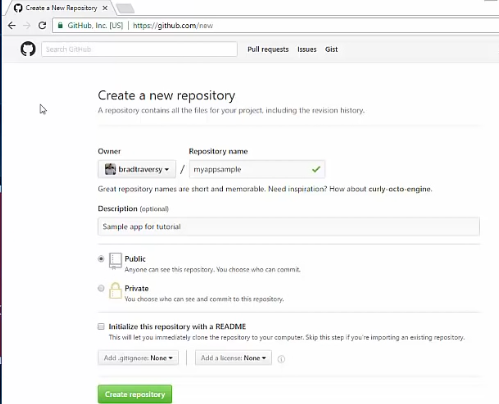 Create a New Repository
GitHub, Inc. [US] https://github.com/new
Search GitHub Pull requests Issues Gist
Create a new repository
A repository contains all the files for your project, including the revision history.
Owner Repository name
bradtraversy / myappsample
Great repository names are short and memorable. Need inspiration? How about curly-octo-engine.
Description (optional)
Sample app for tutorial
Public
Anyone can see this repository. You choose who can commit.
Private
You choose who can see and commit to this repository.
Initialize this repository with a README
This will let you immediately clone the repository to your computer. Skip this step if you're importing an existing repository.
Add .gitignore: None Add a license: None
Create repository